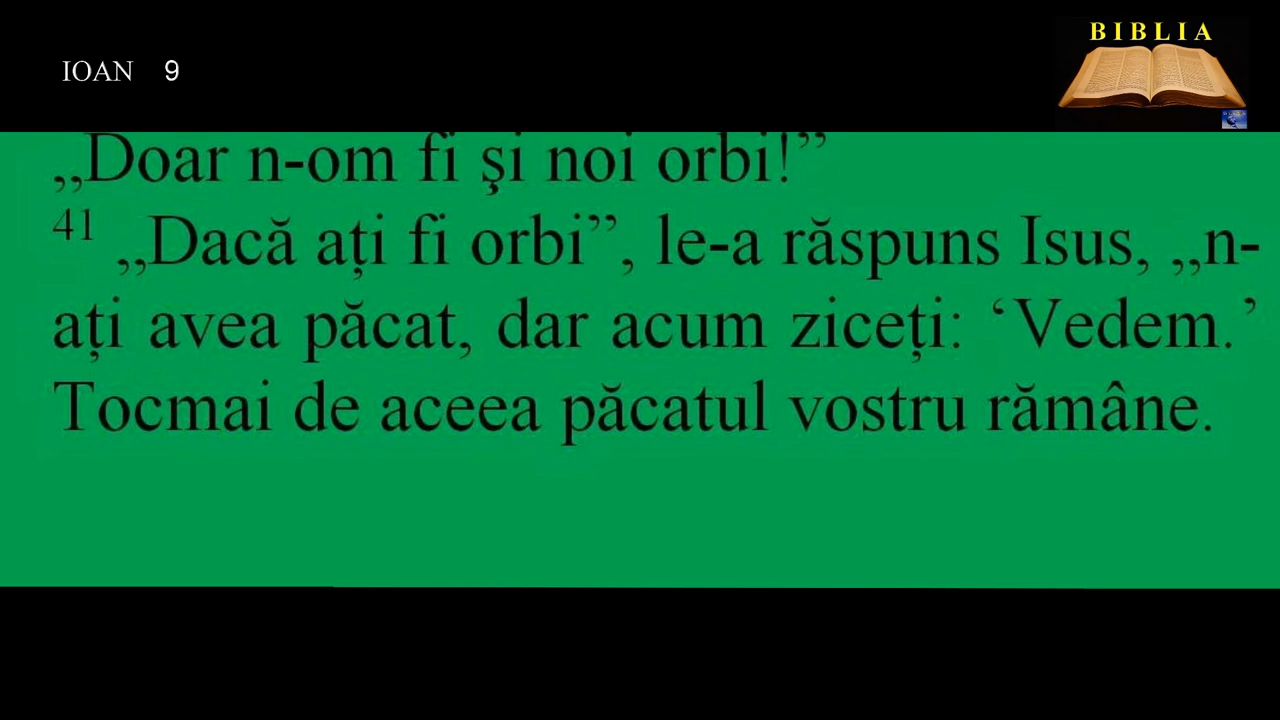 BIBLIA
IOAN 9
„Doar n-om fi şi noi orbi!”
41 „Dacă ați fi orbi”, le-a răspuns Isus, „n-
ați avea păcat, dar acum ziceți: ‘Vedem.’
Tocmai de aceea păcatul vostru rămâne.